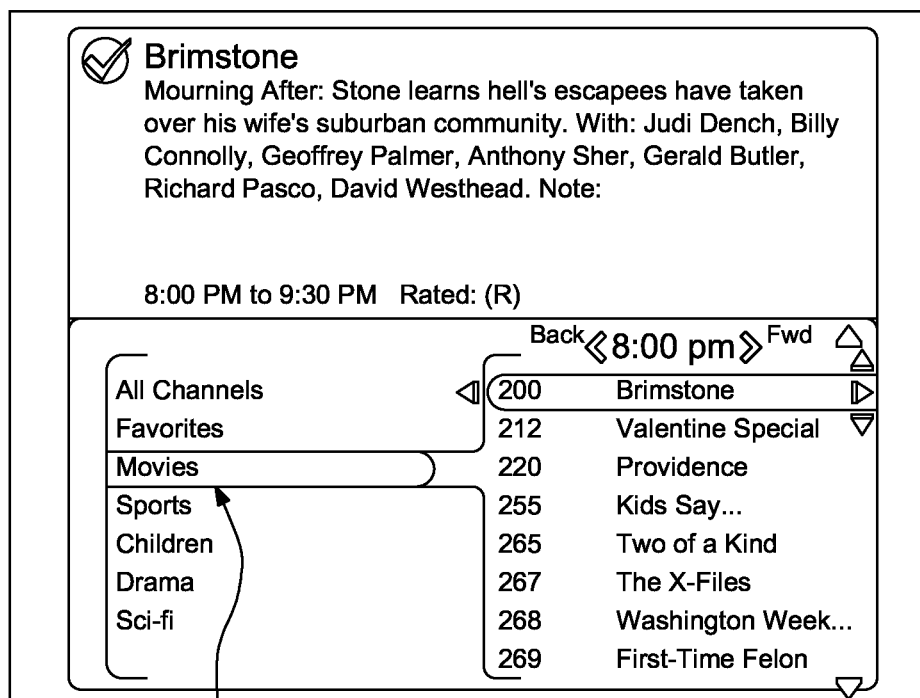 Brimstone
Mourning After: Stone learns hell's escapees have taken
over his wife's suburban community. With: Judi Dench, Billy
Connolly, Geoffrey Palmer, Anthony Sher, Gerald Butler,
Richard Pasco, David Westhead. Note:
8:00 PM to 9:30 PM Rated: (R)
Back 8:00 pm Fwd
All Channels
Favorites
Movies
Sports
Children
Drama
Sci-fi
200 Brimstone
212 Valentine Special
220 Providence
255 Kids Say...
265 Two of a Kind
267 The X-Files
268 Washington Week...
269 First-Time Felon